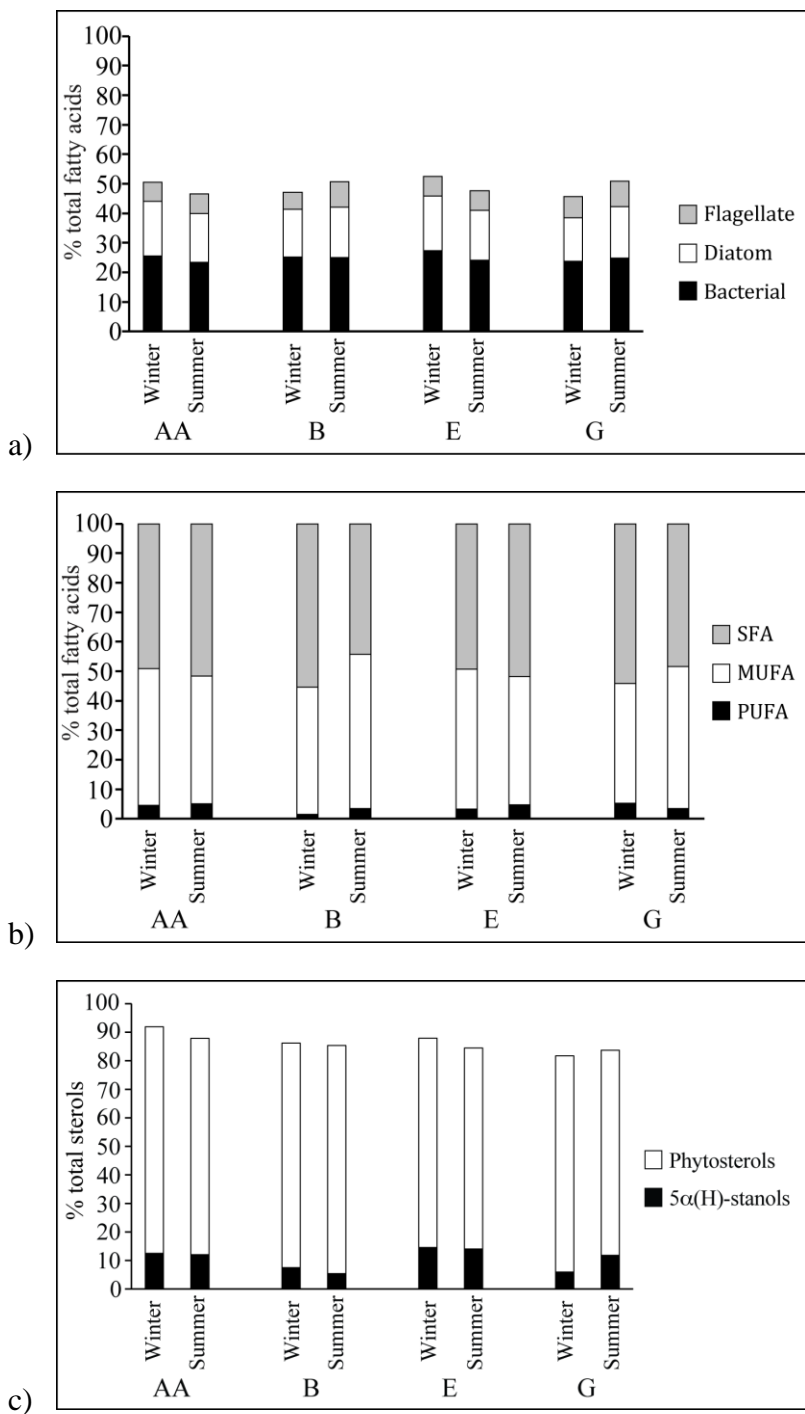 100
90
80
70
60
50
40
30
20
10
0
% total fatty acids
Flagellate
Diatom
Bacterial
Winter Summer Winter Summer Winter Summer Winter Summer
AA B E G
a)
100
90
80
70
60
50
40
30
20
10
0
% total fatty acids
SFA
MUFA
PUFA
Winter Summer Winter Summer Winter Summer Winter Summer
AA B E G
b)
100
90
80
70
60
50
40
30
20
10
0
% total sterols
Phytosterols
5α(H)-stanols
Winter Summer Winter Summer Winter Summer Winter Summer
AA B E G
c)